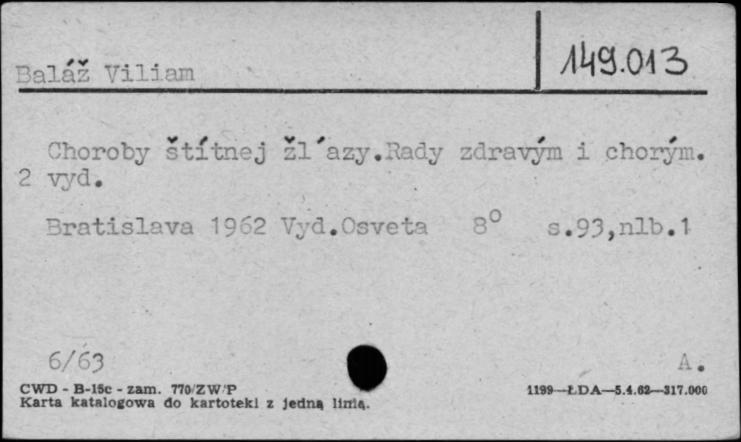 Baláž Viliam
149.013
Choroby štítnej žl´azy.Rady zdravým i chorým.
2 vyd.
Bratislava 1962 Vyd.Osveta 8° s.93,nlb.1
6/63
A.
CWD - B-15c - zam. 770/ZW/P
1199—ŁDA—5.4.62—317.000
Karta katalogowa do kartoteki z jedną linią.